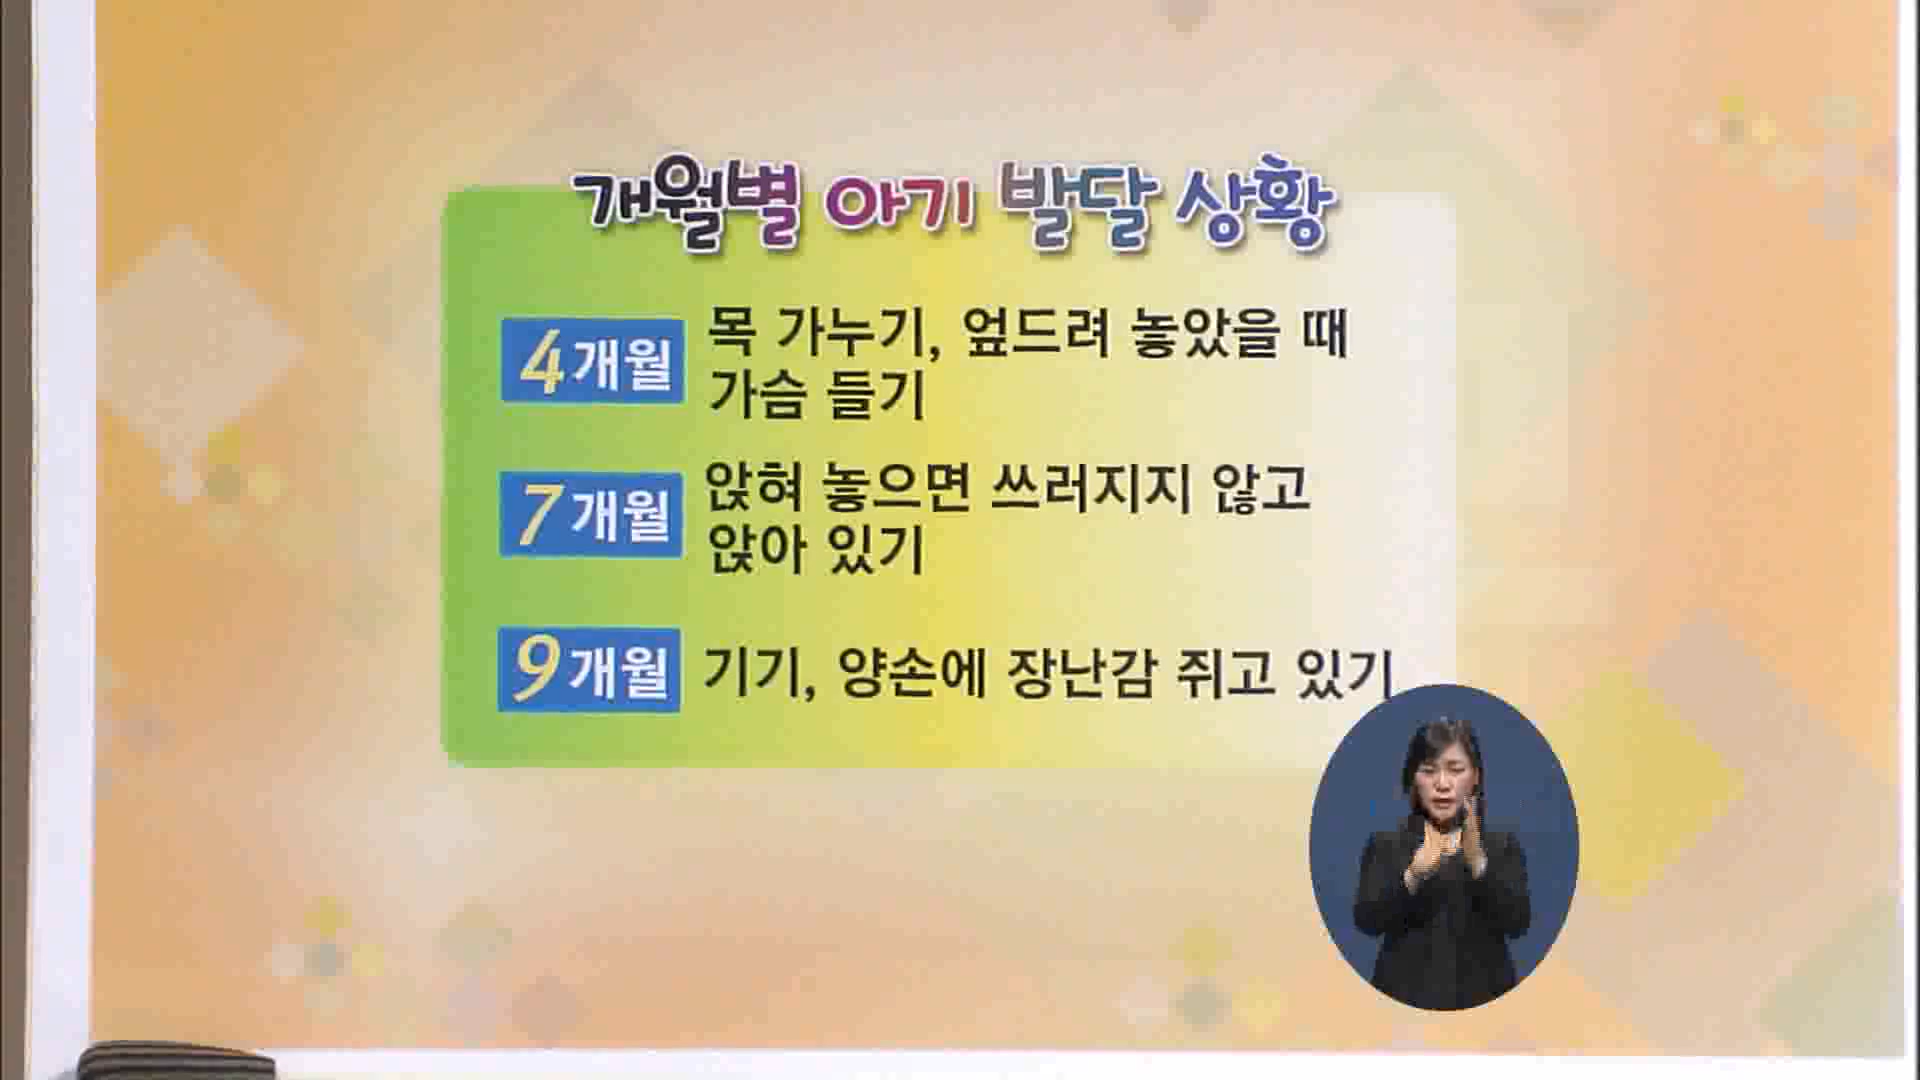 개월별 아기 발달 상황
4개월
목 가누기, 엎드려 놓았을 때
가슴 들기
7개월
앉혀 놓으면 쓰러지지 않고
앉아 있기
9개월
기기, 양손에 장난감 쥐고 있기